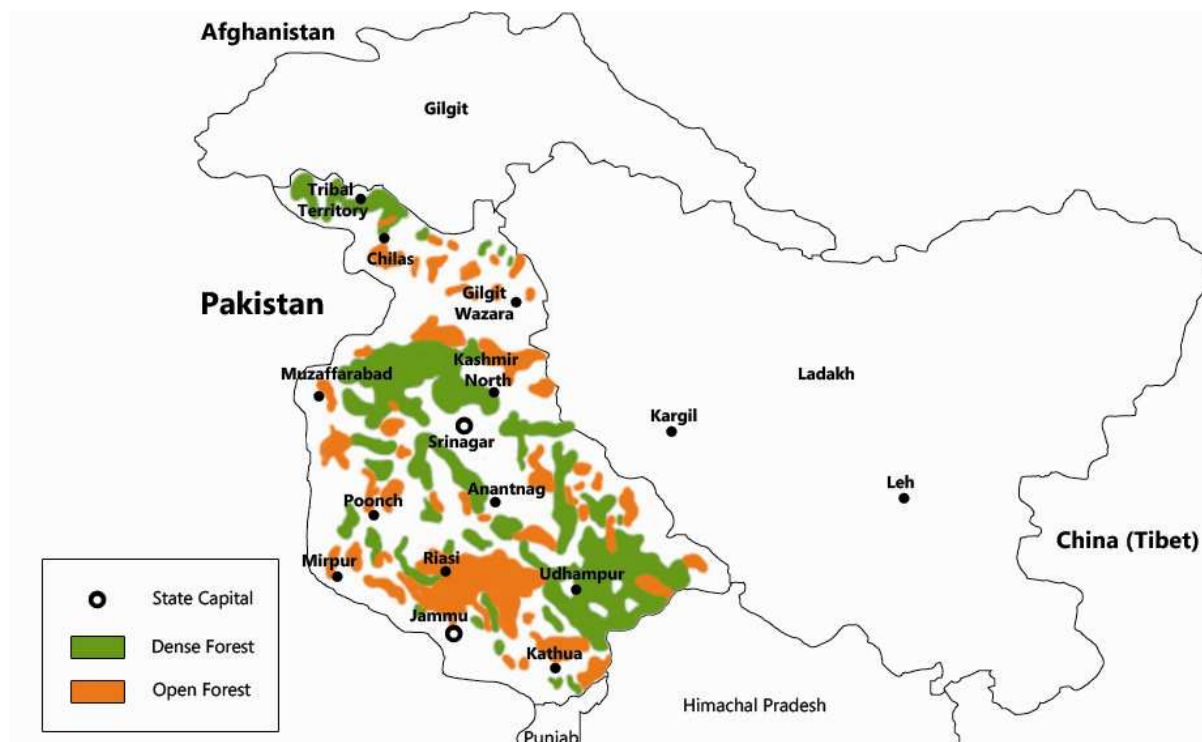 Afghanistan
Gilgit
Tribal
Territory
Chilas
Pakistan
Gilgit
Wazara
Kashmir
North
Muzaffarabad
Ladakh
Kargil
Srinagar
Leh
Anantnag
Poonch
China (Tibet)
Mirpur
Riasi
Udhampur
Jammu
Kathua
State Capital
Dense Forest
Open Forest
Himachal Pradesh
Punjab